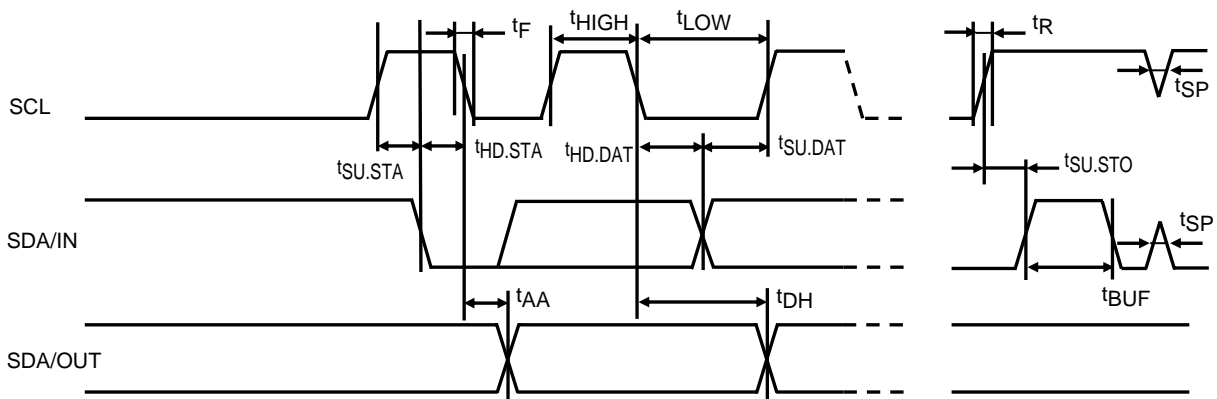 tF
tHIGH
tLOW
tR
SCL
tSP
tSU.STA
tHD.STA
tHD.DAT
tSU.DAT
tSU.STO
SDA/IN
tSP
tAA
tDH
tBUF
SDA/OUT